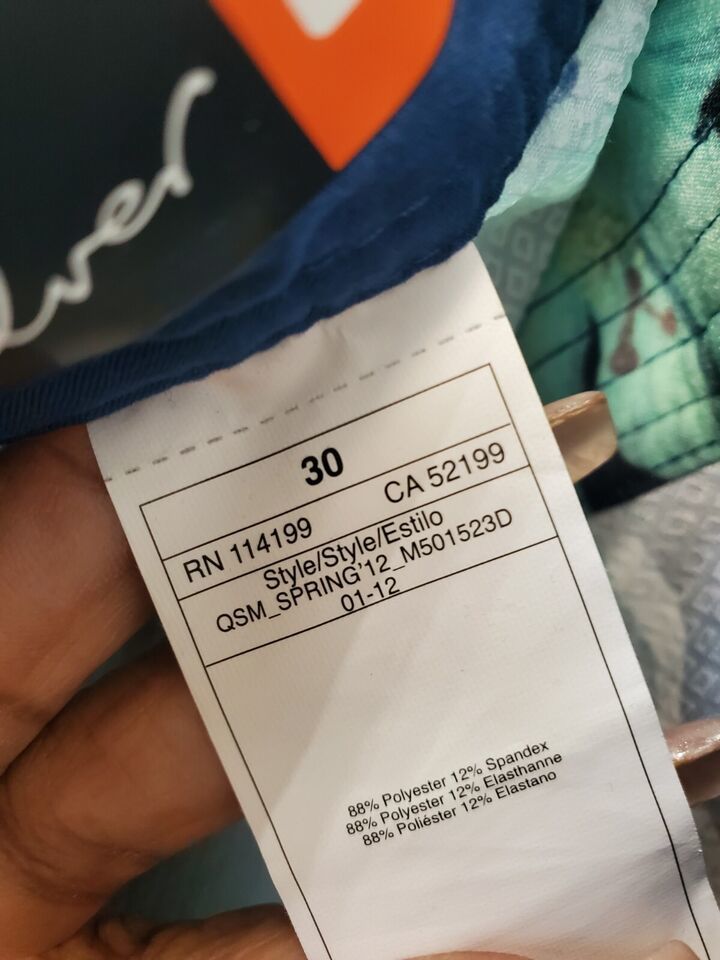 lver
30
RN 114199 CA 52199
Style/Style/Estilo
QSM_SPRING'12_M501523D
01-12
88% Polyester 12% Spandex
88% Polyester 12% Elasthanne
88% Poliéster 12% Elastano